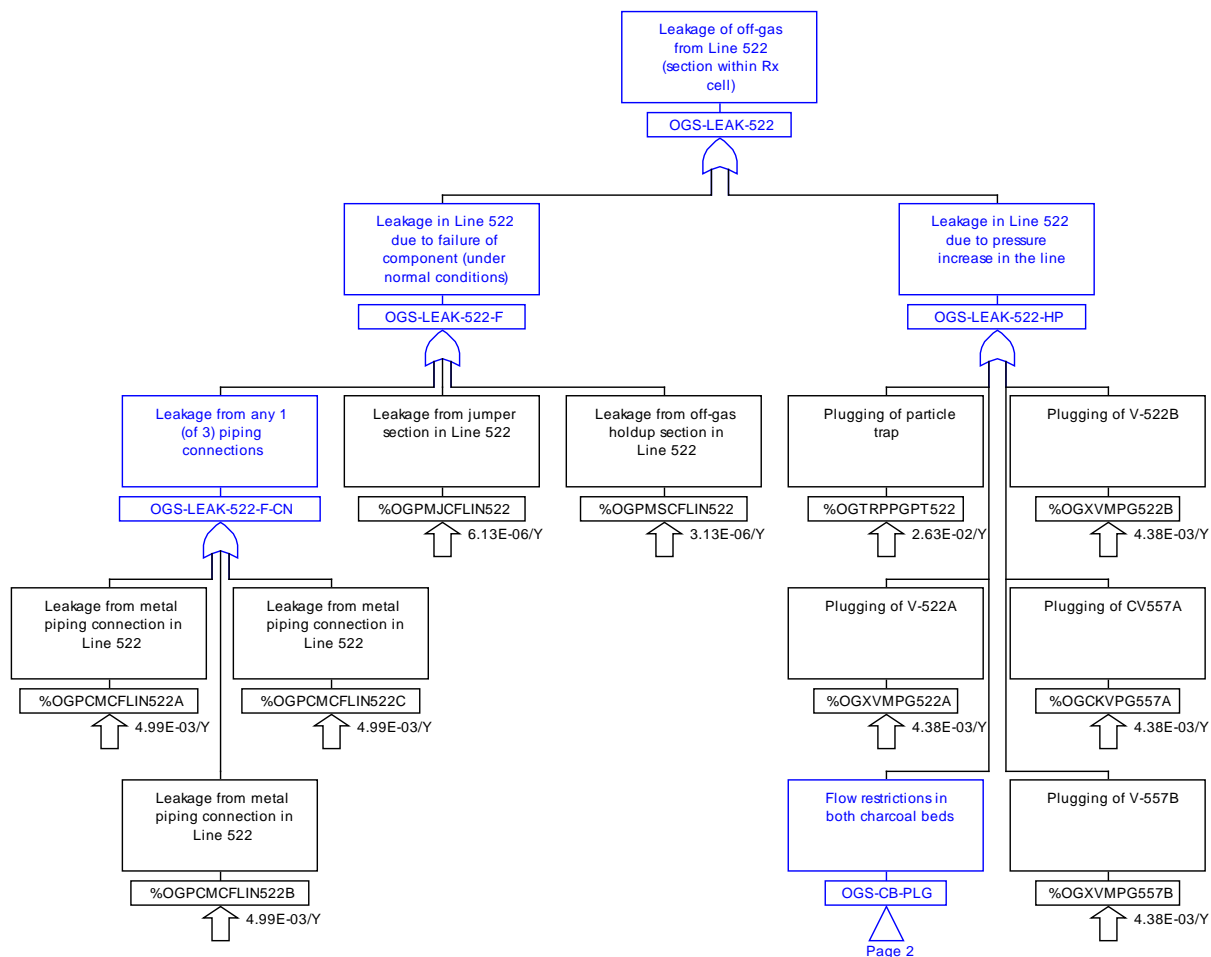 Leakage of off-gas
from Line 522
(section within Rx
cell)
OGS-LEAK-522
Leakage in Line 522
due to failure of
component (under
normal conditions)
OGS-LEAK-522-F
Leakage in Line 522
due to pressure
increase in the line
OGS-LEAK-522-HP
Leakage from any 1
(of 3) piping
connections
OGS-LEAK-522-F-CN
Leakage from jumper
section in Line 522
%OGPMJCFLIN522
6.13E-06/Y
Leakage from off-gas
holdup section in
Line 522
%OGPMSCFLIN522
3.13E-06/Y
Plugging of particle
trap
%OGTRPPGPT522
2.63E-02/Y
Plugging of V-522B
%OGXVMPG522B
4.38E-03/Y
Leakage from metal
piping connection in
Line 522
%OGPCMCFLIN522A
4.99E-03/Y
Leakage from metal
piping connection in
Line 522
%OGPCMCFLIN522C
4.99E-03/Y
Plugging of V-522A
%OGXVMPG522A
4.38E-03/Y
Plugging of CV557A
%OGCKVPG557A
4.38E-03/Y
Leakage from metal
piping connection in
Line 522
%OGPCMCFLIN522B
4.99E-03/Y
Flow restrictions in
both charcoal beds
OGS-CB-PLG
Page 2
Plugging of V-557B
%OGXVMPG557B
4.38E-03/Y